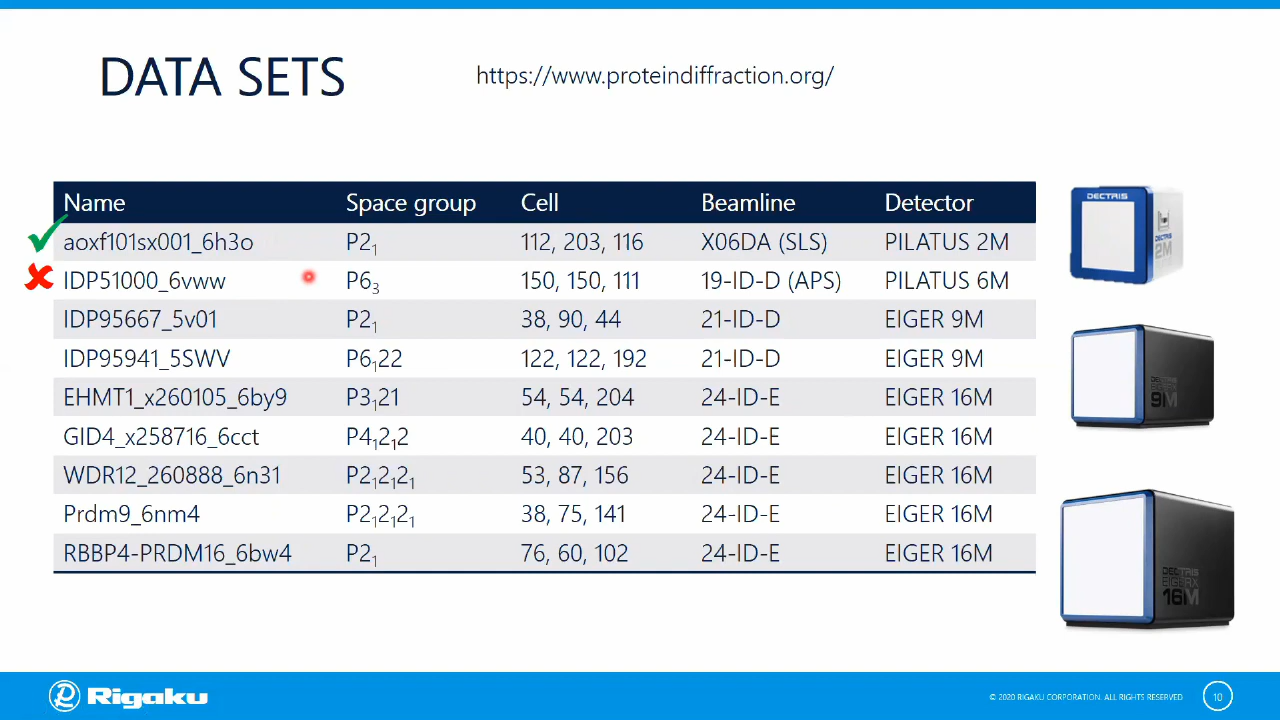 DATA SETS
https://www.proteindiffraction.org/
Name Space group Cell Beamline Detector
aoxf101sx001_6h3o P2₁ 112, 203, 116 X06DA (SLS) PILATUS 2M
IDP51000_6vww P6₃ 150, 150, 111 19-ID-D (APS) PILATUS 6M
IDP95667_5v01 P2₁ 38, 90, 44 21-ID-D EIGER 9M
IDP95941_5SWV P6₁22 122, 122, 192 21-ID-D EIGER 9M
EHMT1_x260105_6by9 P3₁21 54, 54, 204 24-ID-E EIGER 16M
GID4_x258716_6cct P4₁2₁2 40, 40, 203 24-ID-E EIGER 16M
WDR12_260888_6n31 P2₁2₁2₁ 53, 87, 156 24-ID-E EIGER 16M
Prdm9_6nm4 P2₁2₁2₁ 38, 75, 141 24-ID-E EIGER 16M
RBBP4-PRDM16_6bw4 P2₁ 76, 60, 102 24-ID-E EIGER 16M
DECTRIS
DECTRIS
2M
DECTRIS
9M
DECTRIS
EIGER X
16M
Rigaku
© 2020 RIGAKU CORPORATION. ALL RIGHTS RESERVED
10